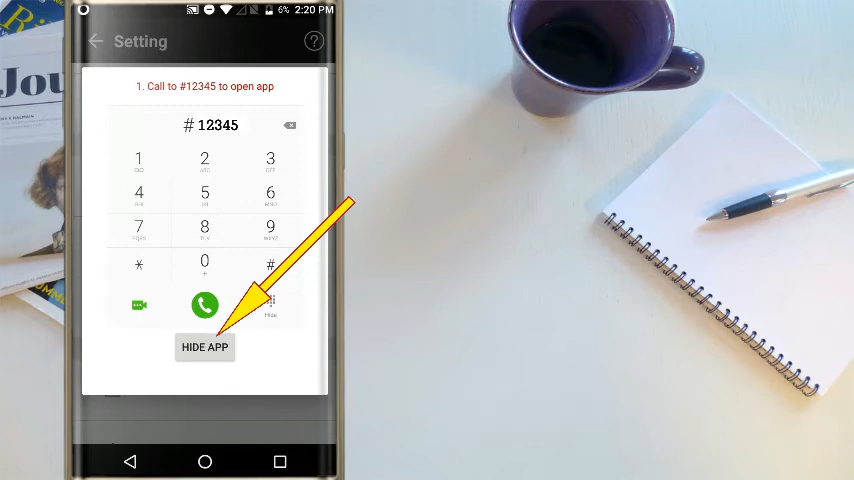 6% 2:20 PM
Setting
?
1. Call to #12345 to open app
# 12345
1 2 3
ABC DEF
4 5 6
GHI JKL MNO
7 8 9
PQRS TUV WXYZ
* 0 #
+
Hide
HIDE APP
Jou